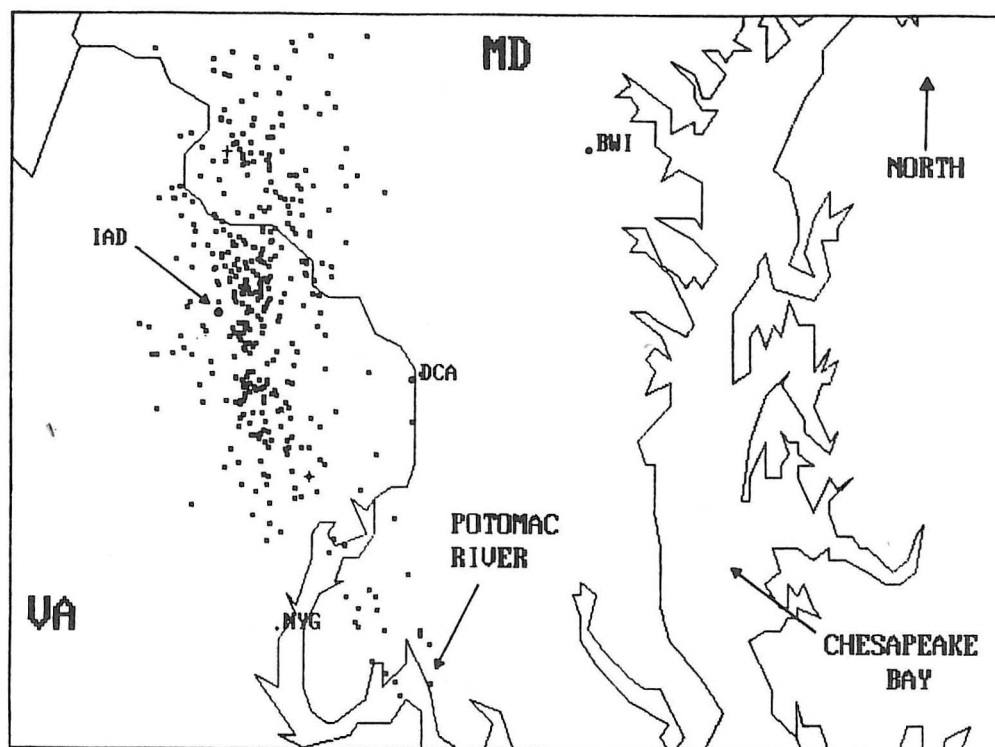 MD
BWI
NORTH
IAD
DCA
POTOMAC
RIVER
VA
NYG
CHESAPEAKE
BAY